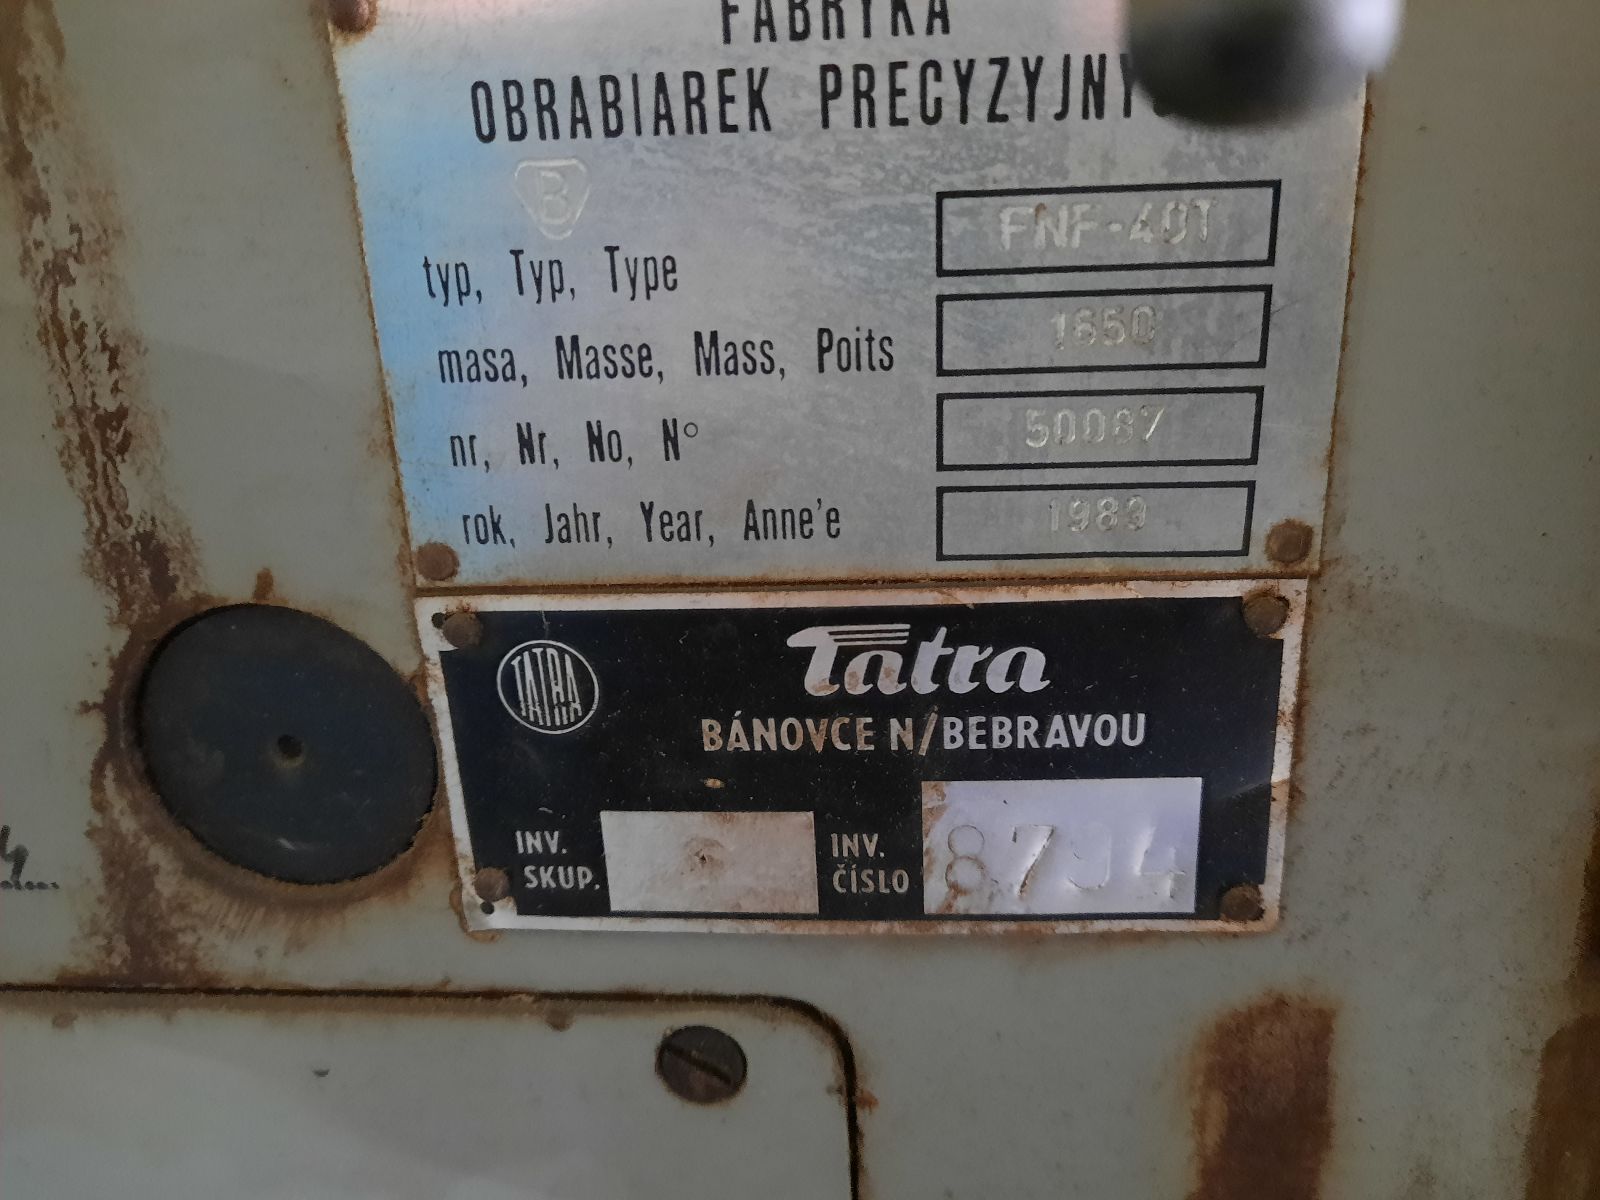 FABRYKA
OBRABIAREK PRECYZYJNY
B
typ, Typ, Type FNF-40T
masa, Masse, Mass, Poits 1650
nr, Nr, No, N° 50087
rok, Jahr, Year, Anne'e 1989
TATRA
Tatra
BÁNOVCE N/BEBRAVOU
INV. SKUP.
INV. ČÍSLO